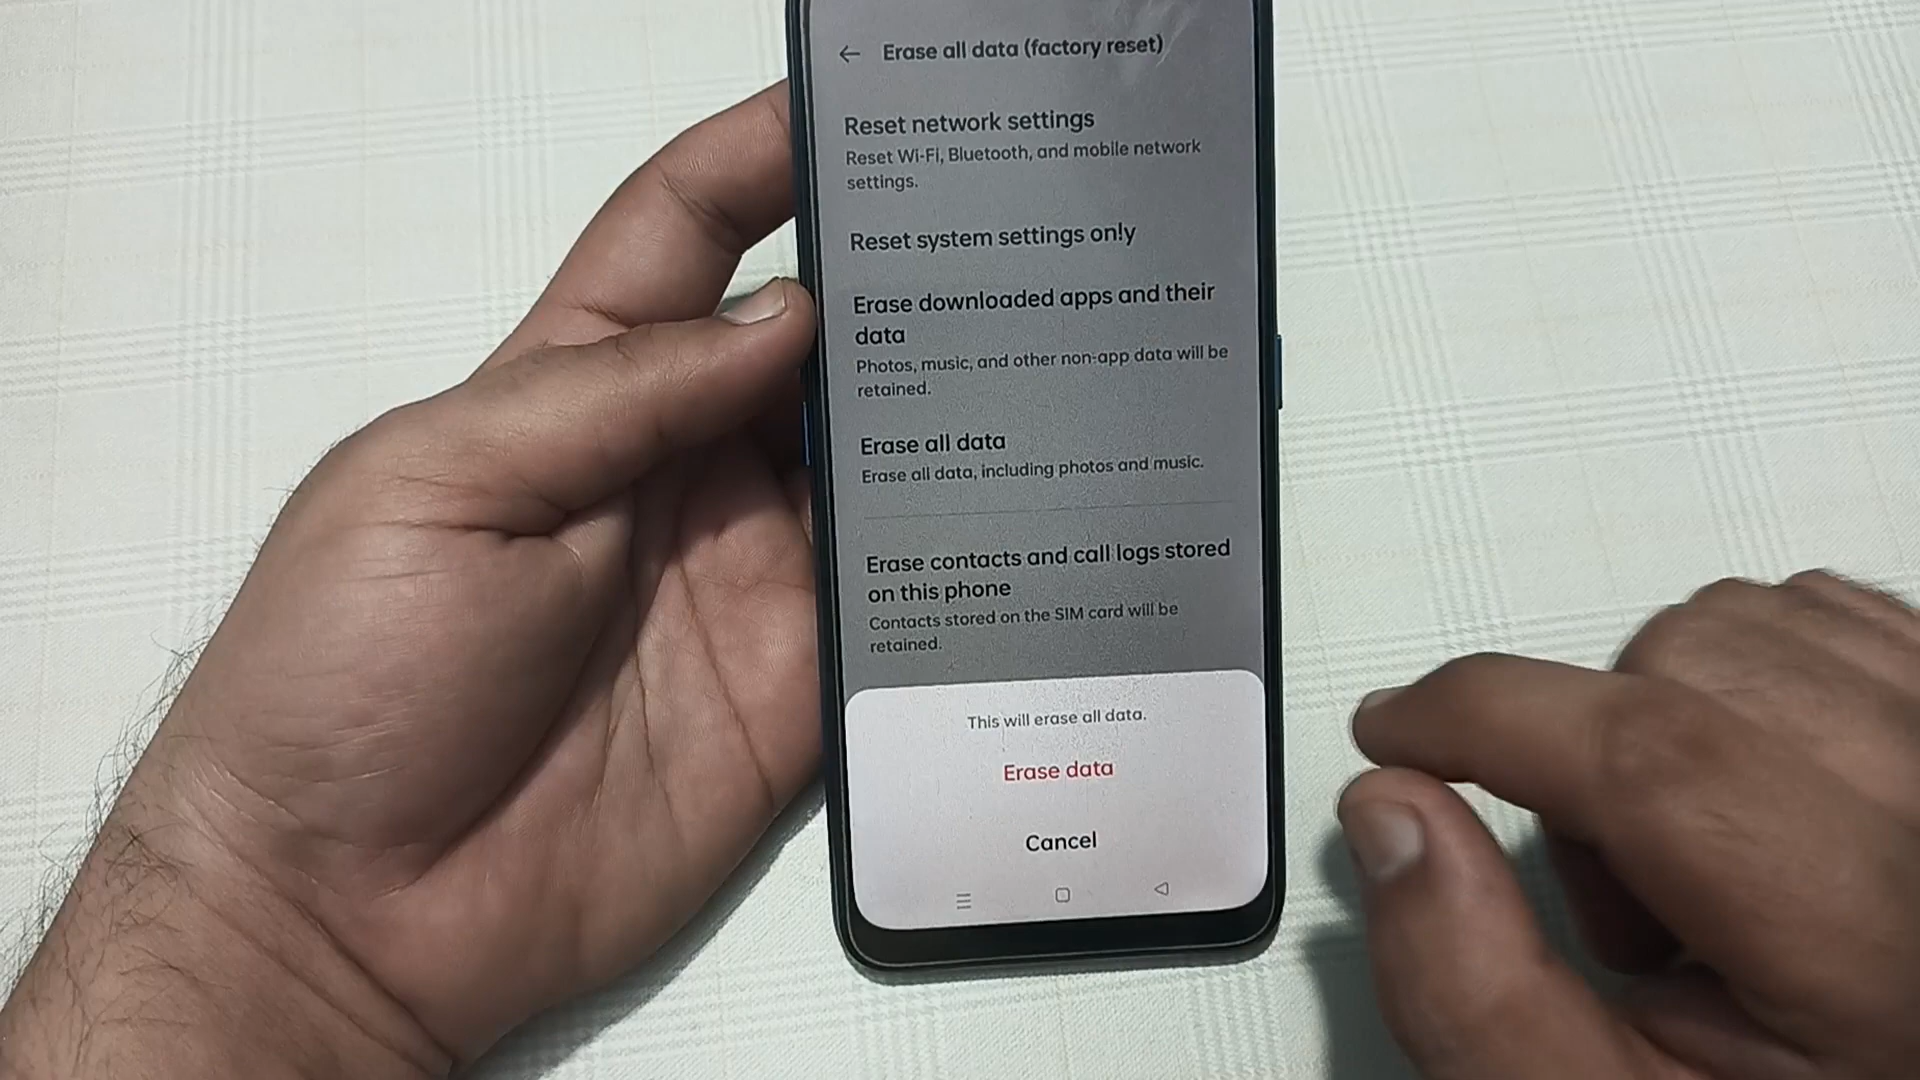 Erase all data (factory reset)
Reset network settings
Reset Wi-Fi, Bluetooth, and mobile network
settings.
Reset system settings only
Erase downloaded apps and their
data
Photos, music, and other non-app data will be
retained.
Erase all data
Erase all data, including photos and music.
Erase contacts and call logs stored
on this phone
Contacts stored on the SIM card will be
retained.
This will erase all data.
Erase data
Cancel